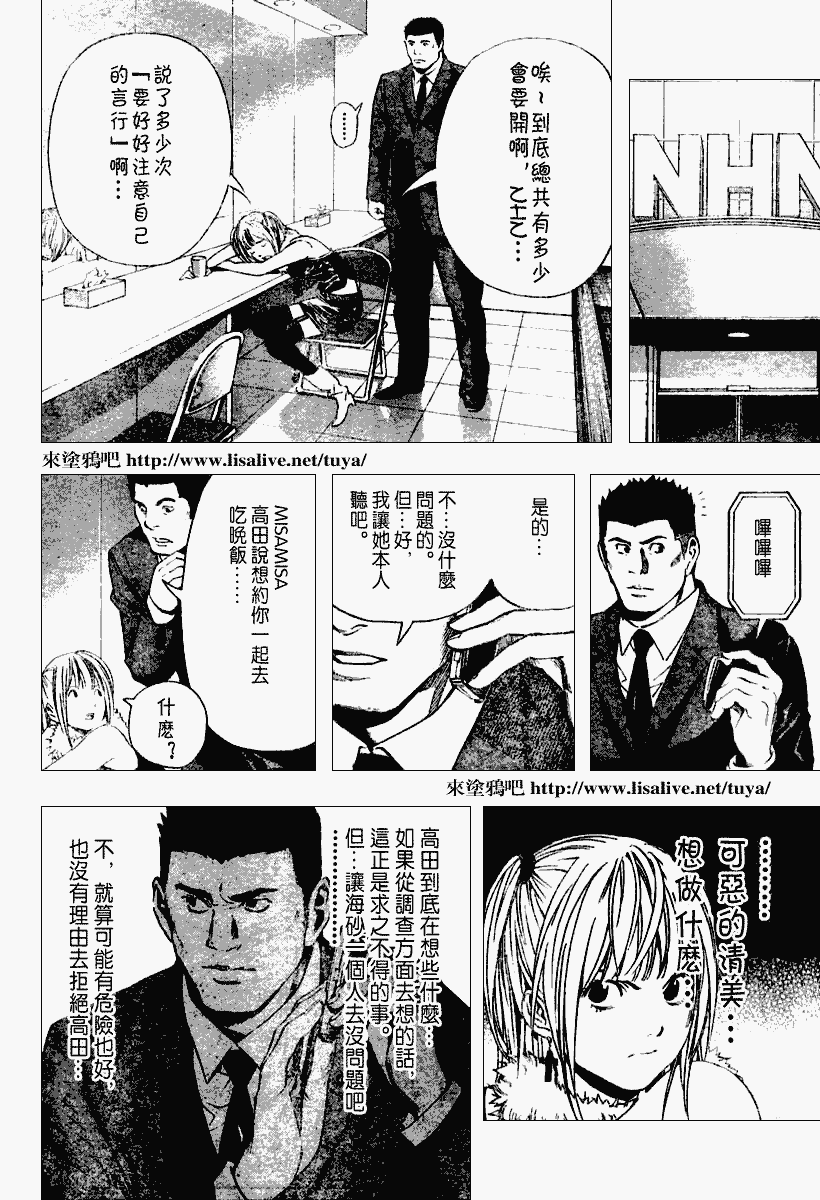 NHN
唉～到底總共有多少
會要開啊，乙士乙…
……
說了多少次
「要好好注意自己
的言行」啊…
來塗鴉吧 http://www.lisalive.net/tuya/
嗶嗶嗶
是的…
不…沒什麼
問題的。
但…好，
我讓她本人
聽吧。
MISAMISA
高田說想約你一起去
吃晚飯……
什麼？
來塗鴉吧 http://www.lisalive.net/tuya/
…………
可惡的清美…
想做什麼…
高田到底在想些什麼…
如果從調查方面去想的話，
這正是求之不得的事。
但…讓海砂一個人去沒問題吧
…………………
不，就算可能有危險也好，
也沒有理由去拒絕高田…